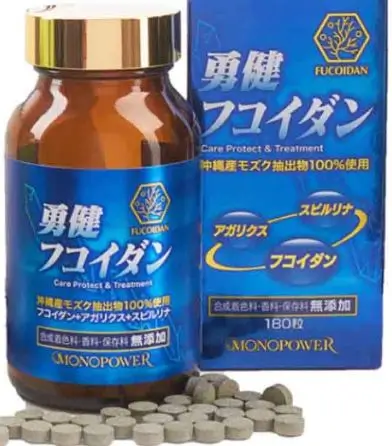 FUCOIDAN
勇健
フコイダン
Care Protect & Treatment
沖縄産モズク抽出物100%使用
フコイダン+アガリクス+スピルリナ
合成着色料・香料・保存料 無添加
MONOPOWER
FUCOIDAN
勇健
フコイダン
Care Protect & Treatment
沖縄産モズク抽出物100%使用
スピルリナ
アガリクス
フコイダン
合成着色料・香料・保存料 無添加
180粒
MONOPOWER